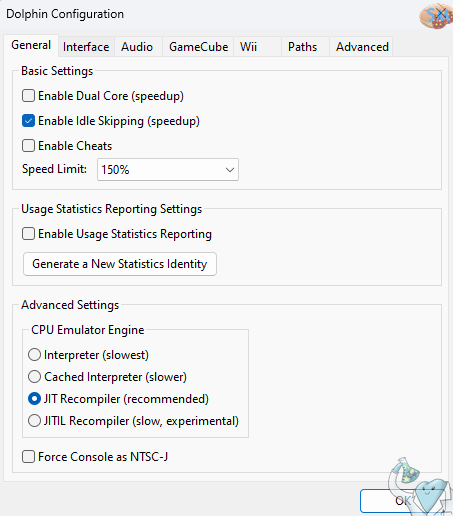 Dolphin Configuration
General Interface Audio GameCube Wii Paths Advanced
Basic Settings
Enable Dual Core (speedup)
Enable Idle Skipping (speedup)
Enable Cheats
Speed Limit: 150%
Usage Statistics Reporting Settings
Enable Usage Statistics Reporting
Generate a New Statistics Identity
Advanced Settings
CPU Emulator Engine
Interpreter (slowest)
Cached Interpreter (slower)
JIT Recompiler (recommended)
JITIL Recompiler (slow, experimental)
Force Console as NTSC-J
OK